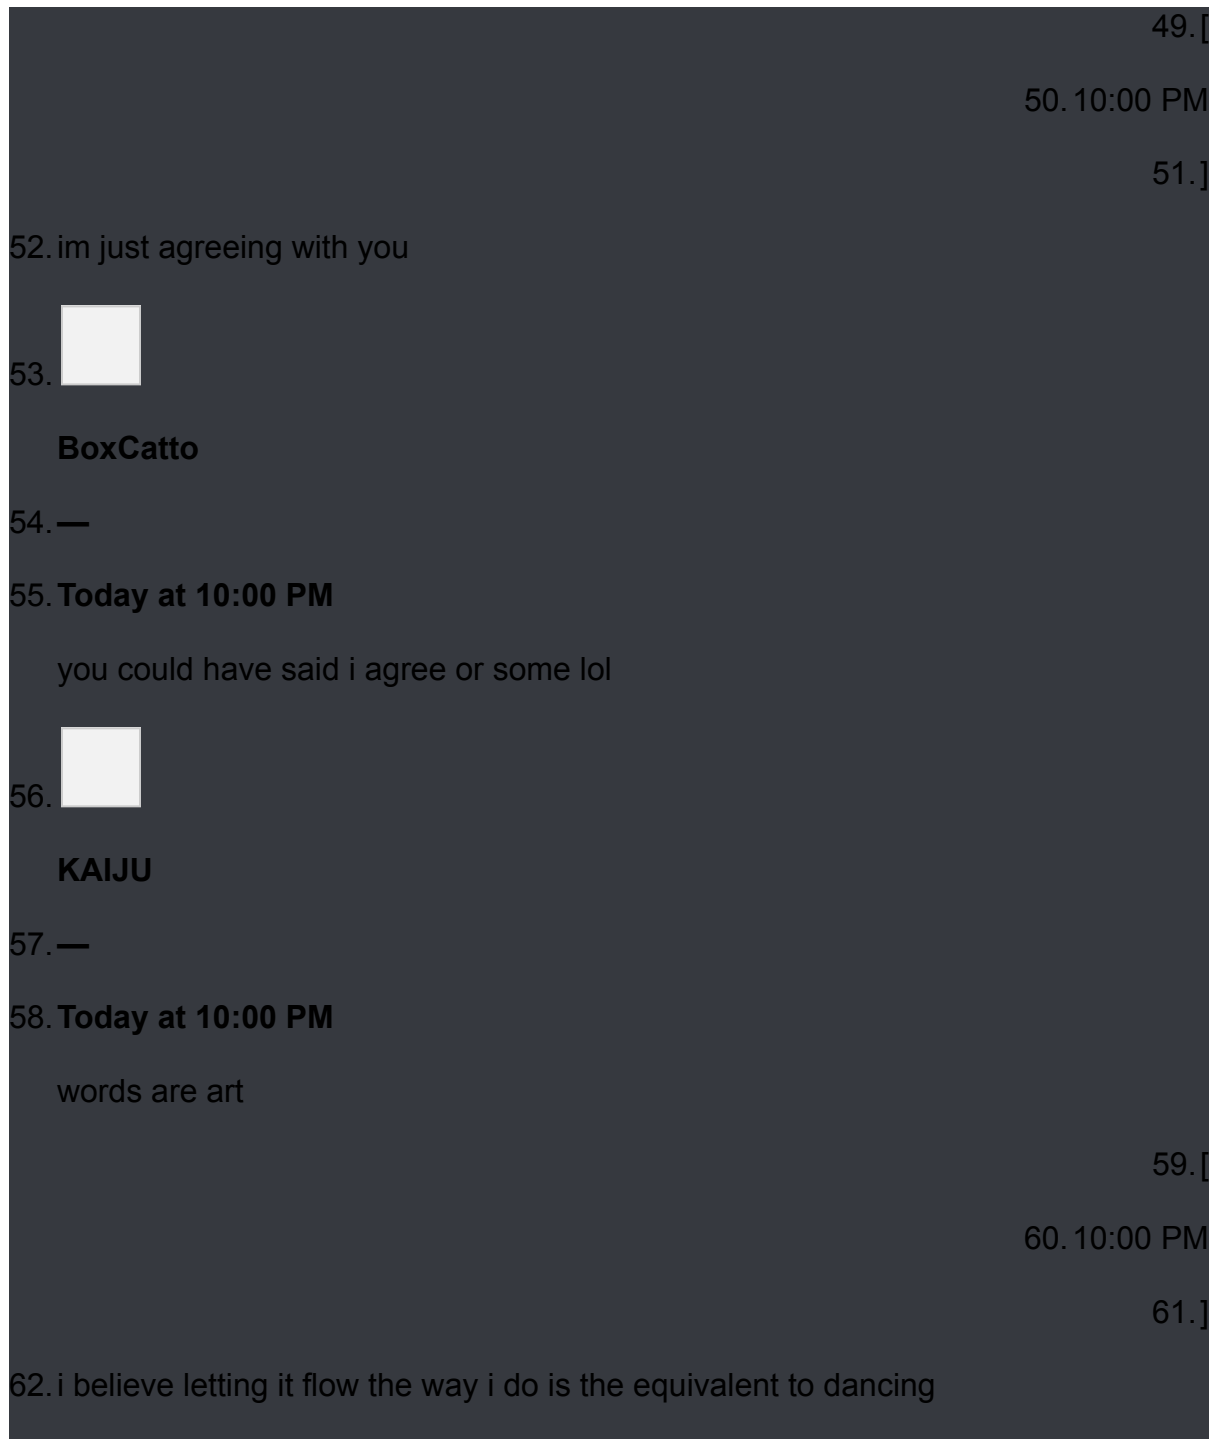 49. [
50. 10:00 PM
51. ]
52. im just agreeing with you
53.
BoxCatto
54. —
55. Today at 10:00 PM
you could have said i agree or some lol
56.
KAIJU
57. —
58. Today at 10:00 PM
words are art
59. [
60. 10:00 PM
61. ]
62. i believe letting it flow the way i do is the equivalent to dancing